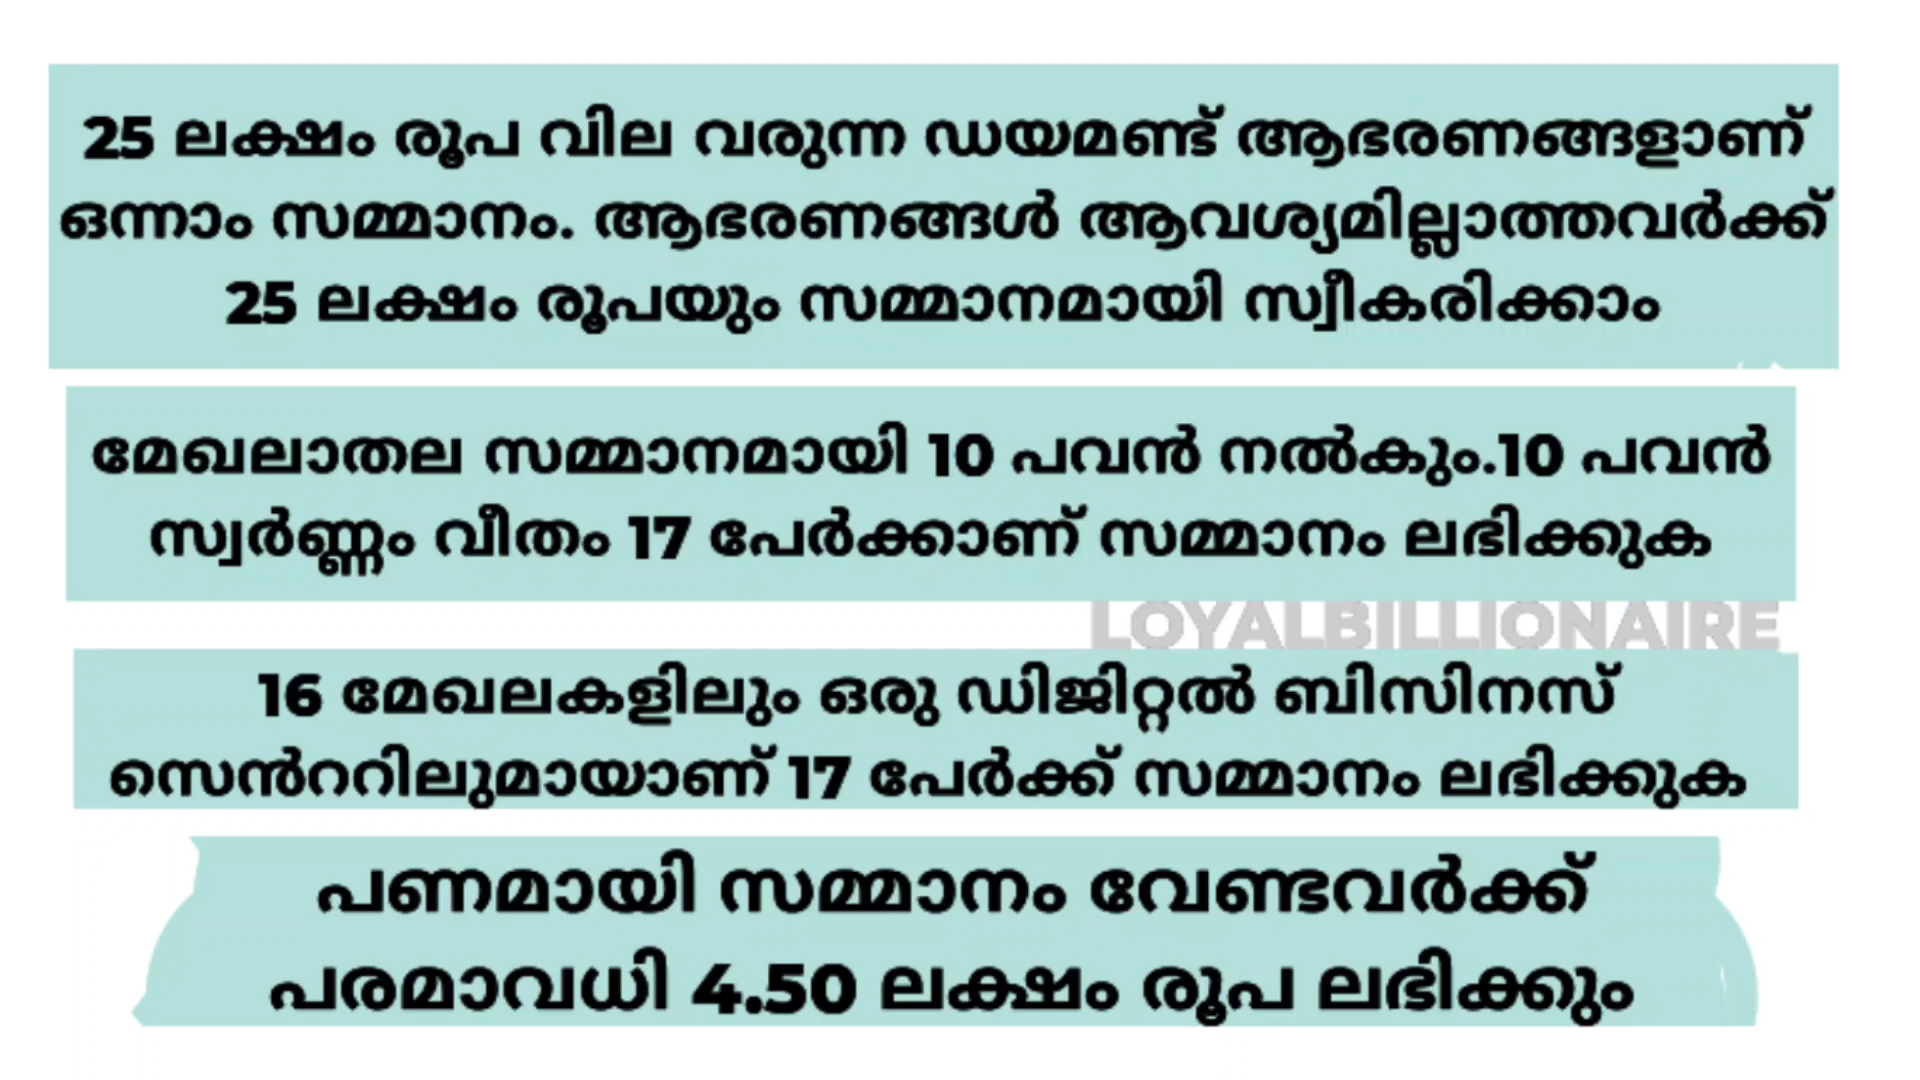 25 ലക്ഷം രൂപ വില വരുന്ന ഡയമണ്ട് ആഭരണങ്ങളാണ്
ഒന്നാം സമ്മാനം. ആഭരണങ്ങൾ ആവശ്യമില്ലാത്തവർക്ക്
25 ലക്ഷം രൂപയും സമ്മാനമായി സ്വീകരിക്കാം
മേഖലാതല സമ്മാനമായി 10 പവൻ നൽകും.10 പവൻ
സ്വർണ്ണം വീതം 17 പേർക്കാണ് സമ്മാനം ലഭിക്കുക
LOYALBILLIONAIRE
16 മേഖലകളിലും ഒരു ഡിജിറ്റൽ ബിസിനസ്
സെൻററിലുമായാണ് 17 പേർക്ക് സമ്മാനം ലഭിക്കുക
പണമായി സമ്മാനം വേണ്ടവർക്ക്
പരമാവധി 4.50 ലക്ഷം രൂപ ലഭിക്കും